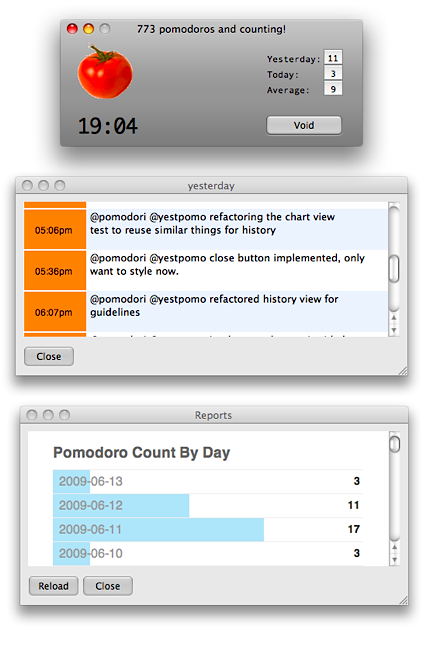 773 pomodoros and counting!
Yesterday: 11
Today: 3
Average: 9
19:04
Void
yesterday
05:06pm
@pomodori @yestpomo refactoring the chart view
test to reuse similar things for history
05:36pm
@pomodori @yestpomo close button implemented, only
want to style now.
06:07pm
@pomodori @yestpomo refactored history view for
guidelines
Close
Reports
Pomodoro Count By Day
2009-06-13 3
2009-06-12 11
2009-06-11 17
2009-06-10 3
Reload Close